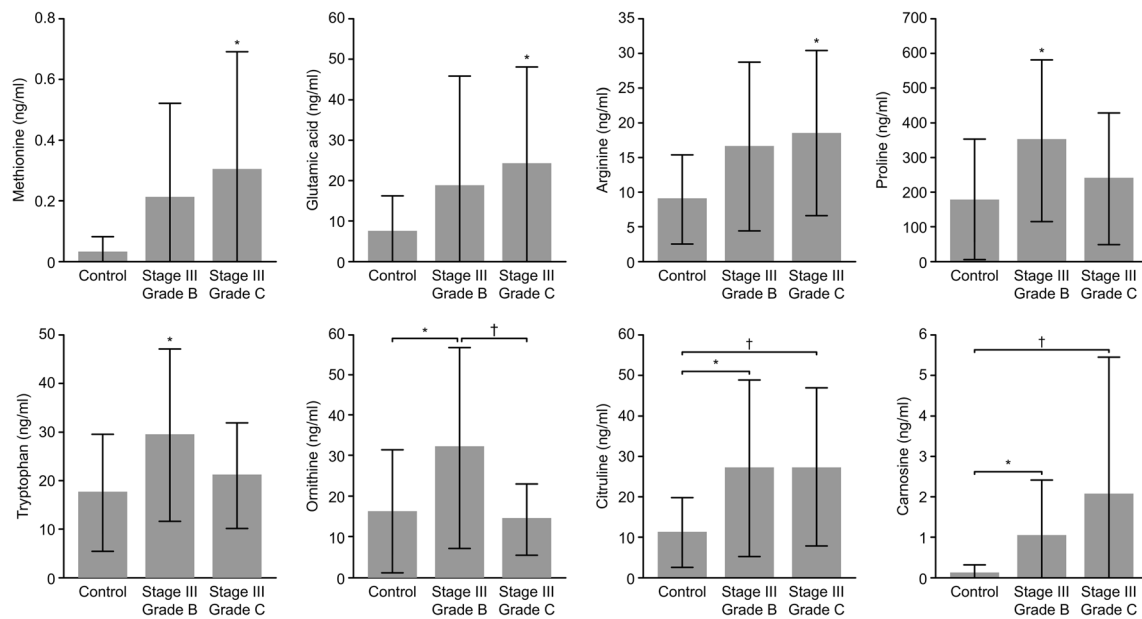 Methionine (ng/ml)
0.8
0.6
0.4
0.2
0
*
Control
Stage III
Grade B
Stage III
Grade C
Glutamic acid (ng/ml)
60
50
40
30
20
10
0
*
Control
Stage III
Grade B
Stage III
Grade C
Arginine (ng/ml)
35
30
25
20
15
10
5
0
*
Control
Stage III
Grade B
Stage III
Grade C
Proline (ng/ml)
700
600
500
400
300
200
100
0
*
Control
Stage III
Grade B
Stage III
Grade C
Tryptophan (ng/ml)
50
40
30
20
10
0
*
Control
Stage III
Grade B
Stage III
Grade C
Ornithine (ng/ml)
60
50
40
30
20
10
0
* †
Control
Stage III
Grade B
Stage III
Grade C
Citruline (ng/ml)
60
50
40
30
20
10
0
†
*
Control
Stage III
Grade B
Stage III
Grade C
Carnosine (ng/ml)
6
5
4
3
2
1
0
†
*
Control
Stage III
Grade B
Stage III
Grade C